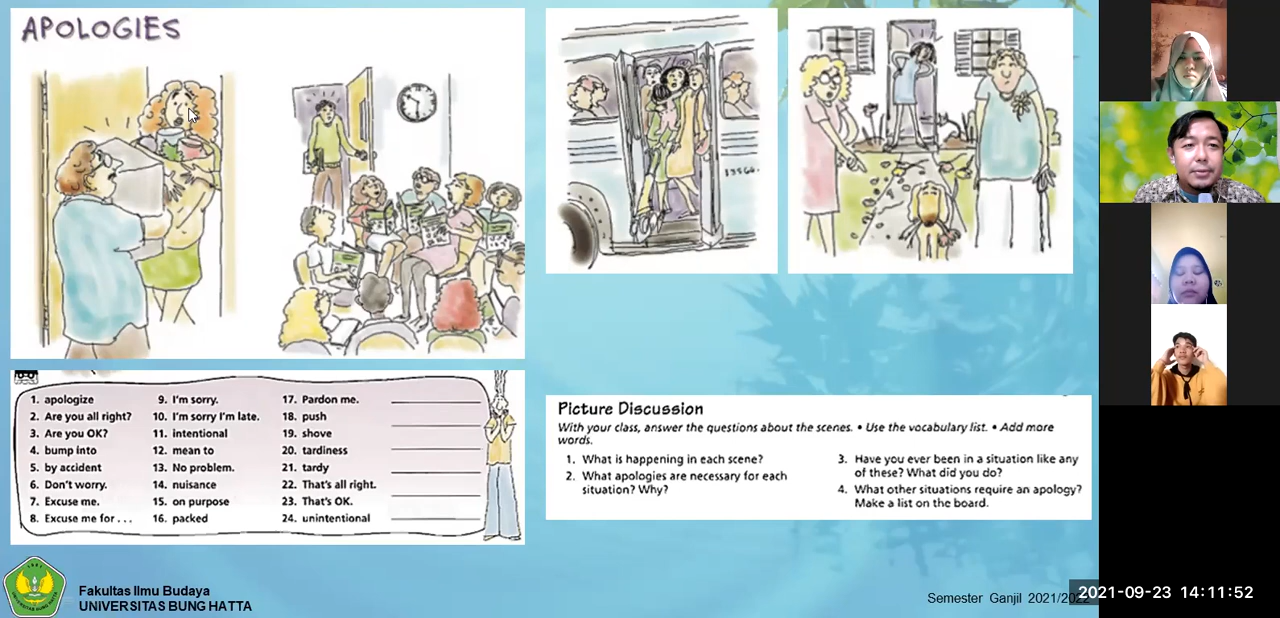 APOLOGIES
13566.
1. apologize
2. Are you all right?
3. Are you OK?
4. bump into
5. by accident
6. Don't worry.
7. Excuse me.
8. Excuse me for . . .
9. I'm sorry.
10. I'm sorry I'm late.
11. intentional
12. mean to
13. No problem.
14. nuisance
15. on purpose
16. packed
17. Pardon me.
18. push
19. shove
20. tardiness
21. tardy
22. That's all right.
23. That's OK.
24. unintentional
Picture Discussion
With your class, answer the questions about the scenes. • Use the vocabulary list. • Add more
words.
1. What is happening in each scene?
2. What apologies are necessary for each
situation? Why?
3. Have you ever been in a situation like any
of these? What did you do?
4. What other situations require an apology?
Make a list on the board.
Fakultas Ilmu Budaya
UNIVERSITAS BUNG HATTA
Semester Ganjil 2021/2022
2021-09-23 14:11:52